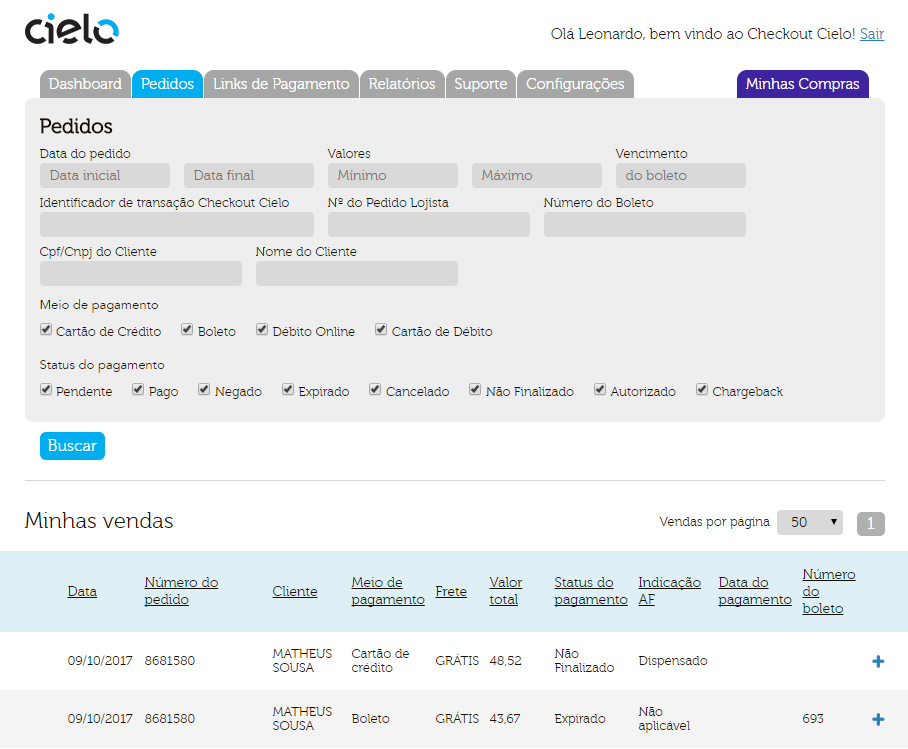 cielo
Olá Leonardo, bem vindo ao Checkout Cielo! Sair
Dashboard Pedidos Links de Pagamento Relatórios Suporte Configurações Minhas Compras
Pedidos
Data do pedido Valores Vencimento
Data inicial Data final Mínimo Máximo do boleto
Identificador de transação Checkout Cielo Nº do Pedido Lojista Número do Boleto
Cpf/Cnpj do Cliente Nome do Cliente
Meio de pagamento
Cartão de Crédito Boleto Débito Online Cartão de Débito
Status do pagamento
Pendente Pago Negado Expirado Cancelado Não Finalizado Autorizado Chargeback
Buscar
Minhas vendas Vendas por página 50 1
Data Número do pedido Cliente Meio de pagamento Frete Valor total Status do pagamento Indicação AF Data do pagamento Número do boleto
09/10/2017 8681580 MATHEUS SOUSA Cartão de crédito GRÁTIS 48,52 Não Finalizado Dispensado +
09/10/2017 8681580 MATHEUS SOUSA Boleto GRÁTIS 43,67 Expirado Não aplicável 693 +